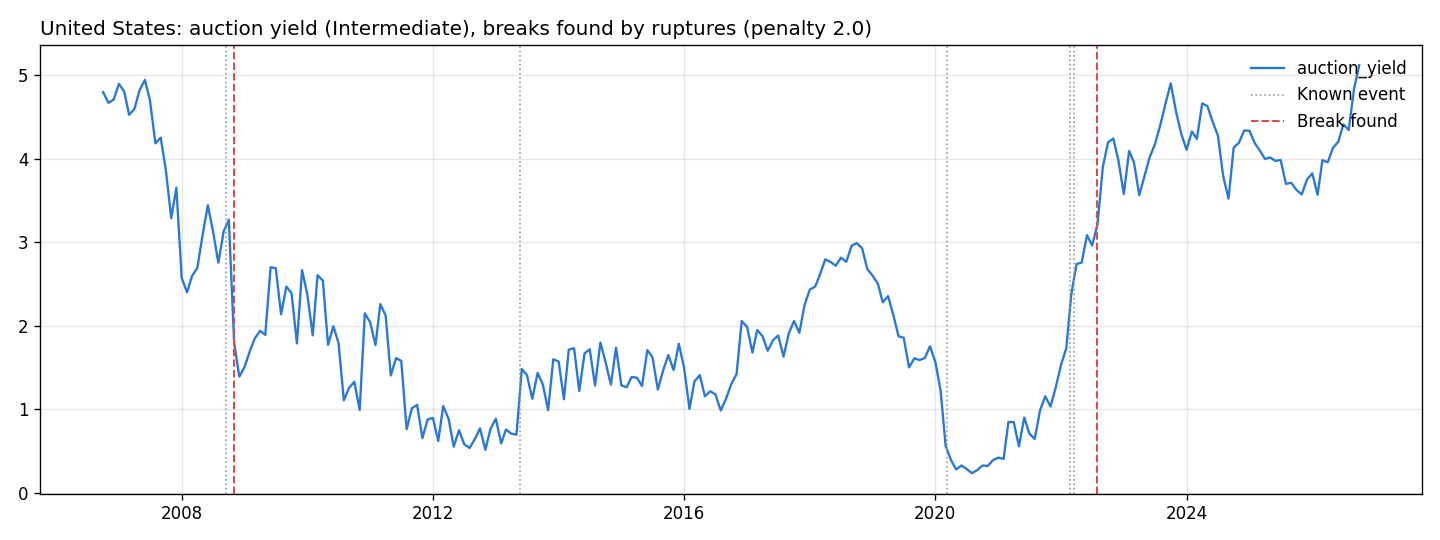 United States: auction yield (Intermediate), breaks found by ruptures (penalty 2.0)
auction_yield
Known event
Break found
5
4
3
2
1
0
2008
2012
2016
2020
2024